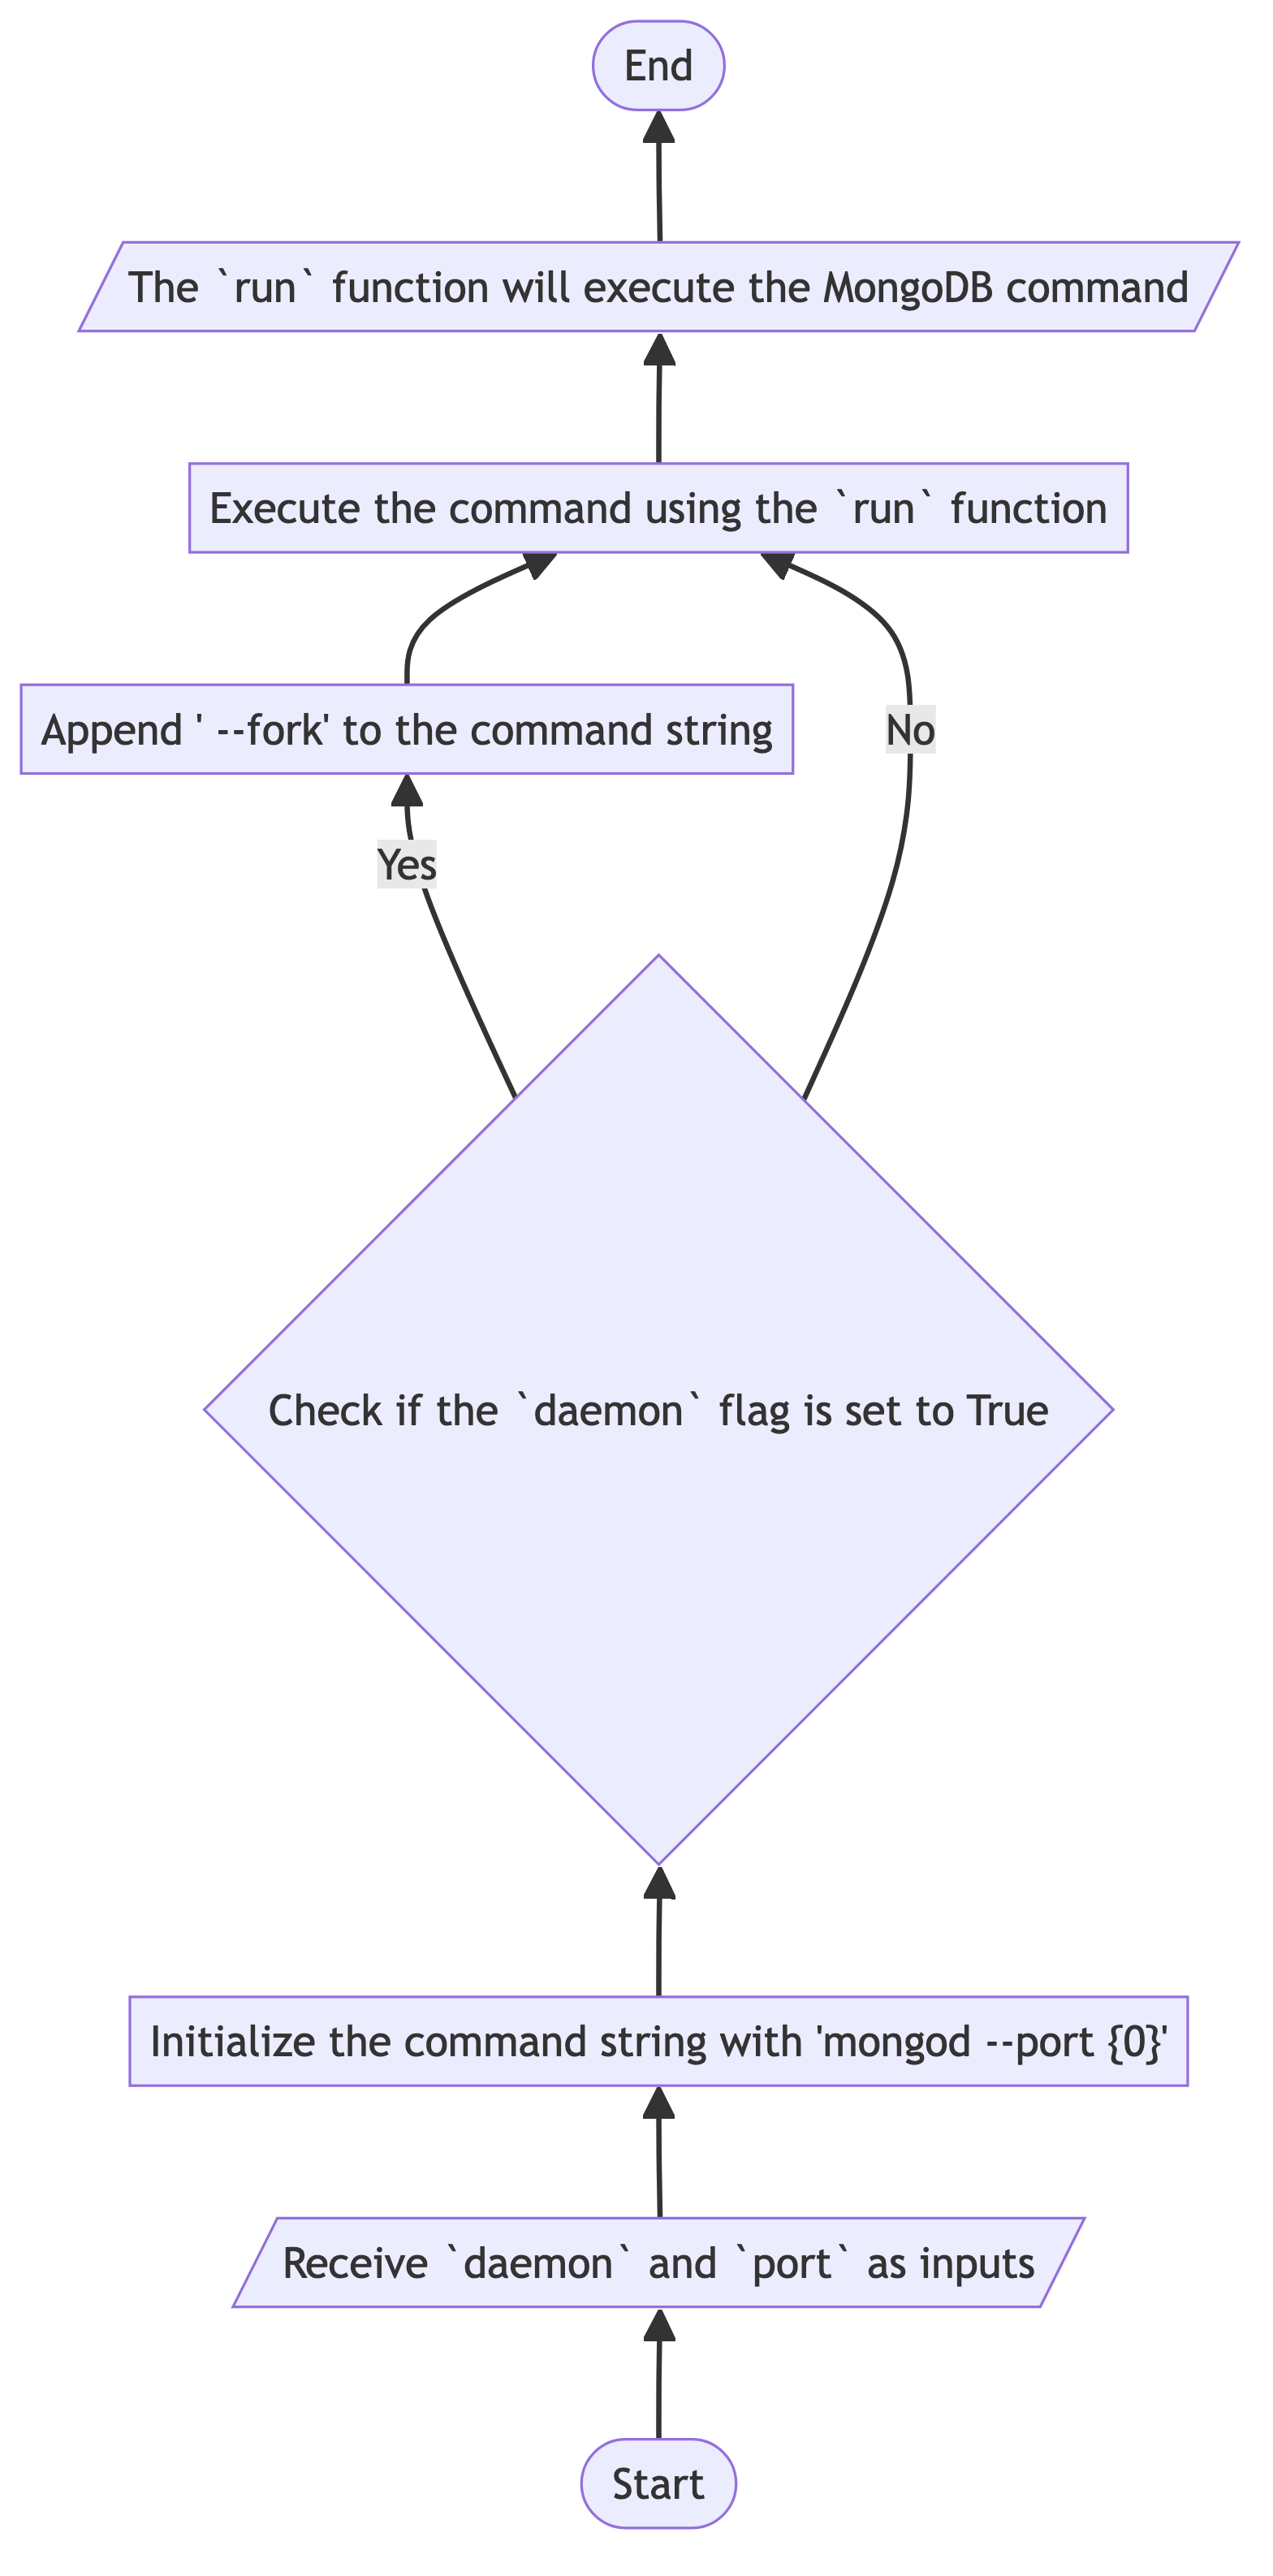 End
The `run` function will execute the MongoDB command
Execute the command using the `run` function
Append ' --fork' to the command string
No
Yes
Check if the `daemon` flag is set to True
Initialize the command string with 'mongod --port {0}'
Receive `daemon` and `port` as inputs
Start